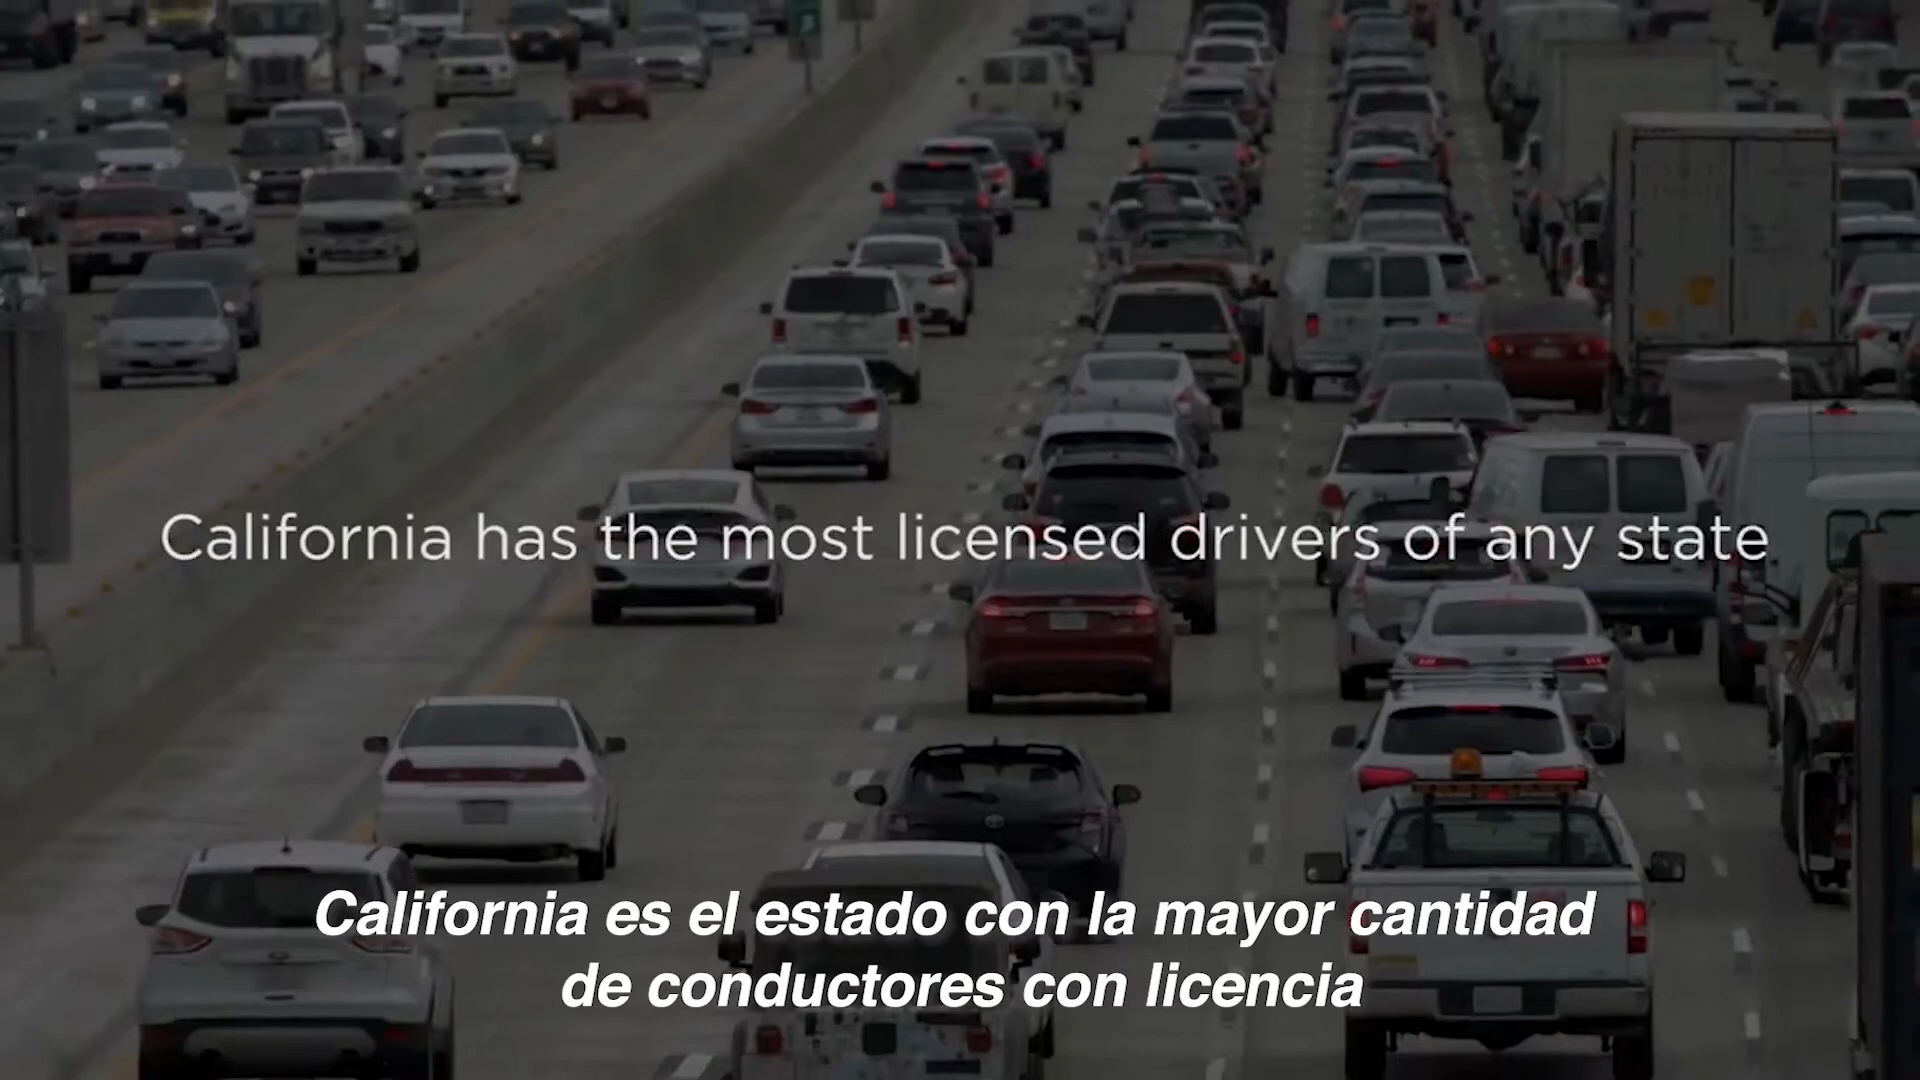 California has the most licensed drivers of any state
California es el estado con la mayor cantidad
de conductores con licencia